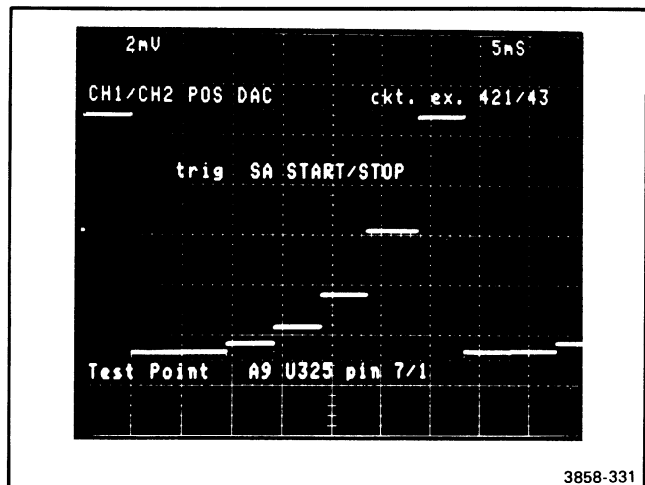 2mV 5mS
CH1/CH2 POS DAC ckt. ex. 421/43
trig SA START/STOP
Test Point A9 U325 pin 7/1
3858-331